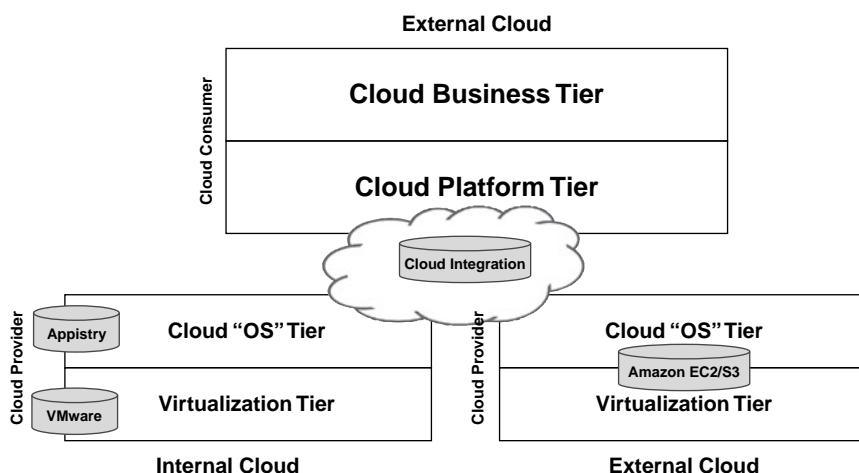 External Cloud
Cloud Consumer
Cloud Business Tier
Cloud Platform Tier
Cloud Integration
Cloud Provider
Appistry
Cloud “OS” Tier
VMware
Virtualization Tier
Internal Cloud
Cloud Provider
Cloud “OS” Tier
Amazon EC2/S3
Virtualization Tier
External Cloud